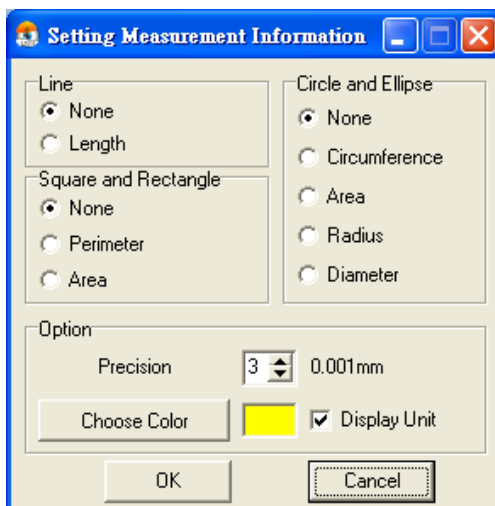 Setting Measurement Information
Line
None
Length
Square and Rectangle
None
Perimeter
Area
Circle and Ellipse
None
Circumference
Area
Radius
Diameter
Option
Precision 3 0.001mm
Choose Color Display Unit
OK Cancel